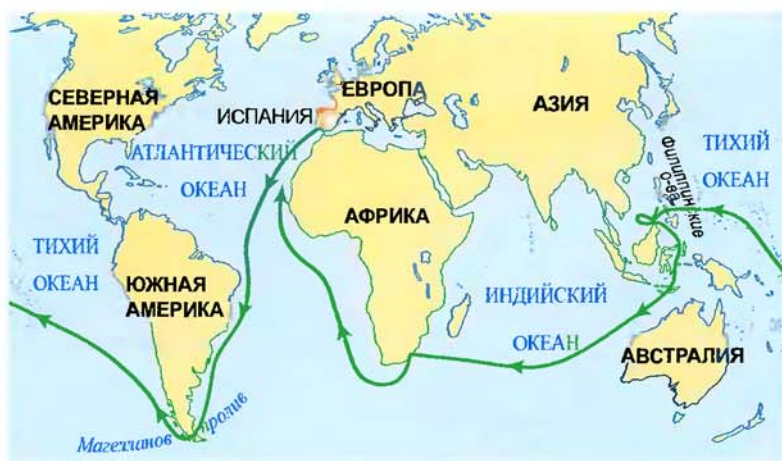 СЕВЕРНАЯ
АМЕРИКА
ИСПАНИЯ
ЕВРОПА
АЗИЯ
АТЛАНТИЧЕСКИЙ
ОКЕАН
Филиппинские
о-ва
ТИХИЙ
ОКЕАН
АФРИКА
ТИХИЙ
ОКЕАН
ЮЖНАЯ
АМЕРИКА
ИНДИЙСКИЙ
ОКЕАН
АВСТРАЛИЯ
Магелланов пролив